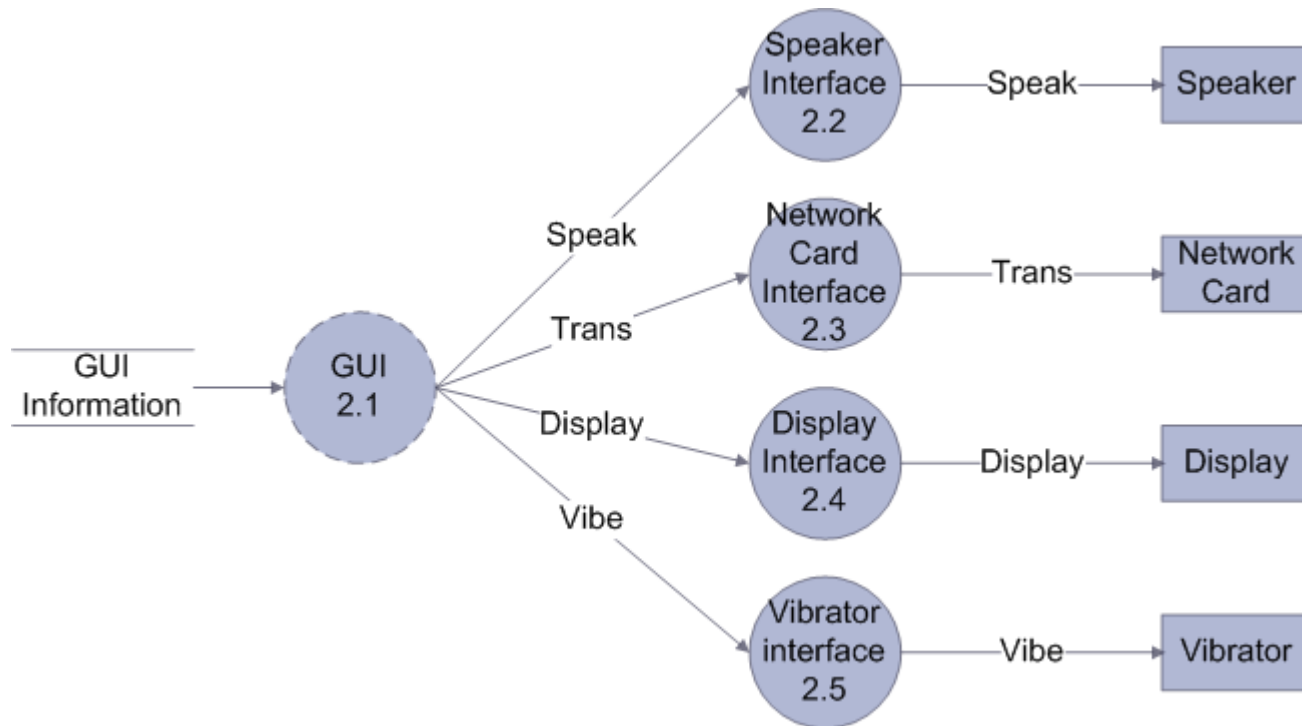 Speaker
Interface
2.2
Speak
Speaker
Speak
Network
Card
Interface
2.3
Trans
Network
Card
Trans
GUI
Information
GUI
2.1
Display
Display
Interface
2.4
Display
Display
Vibe
Vibrator
interface
2.5
Vibe
Vibrator